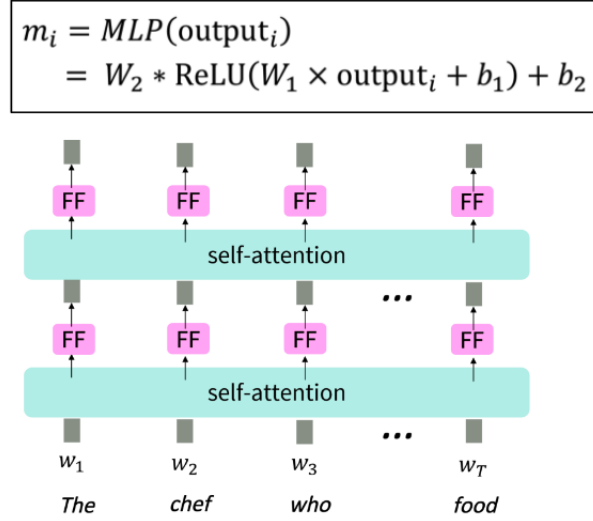 m_i = MLP(output_i)
= W_2 * ReLU(W_1 × output_i + b_1) + b_2
FF FF FF FF
self-attention
...
FF FF FF FF
self-attention
...
w_1 w_2 w_3 w_T
The chef who food